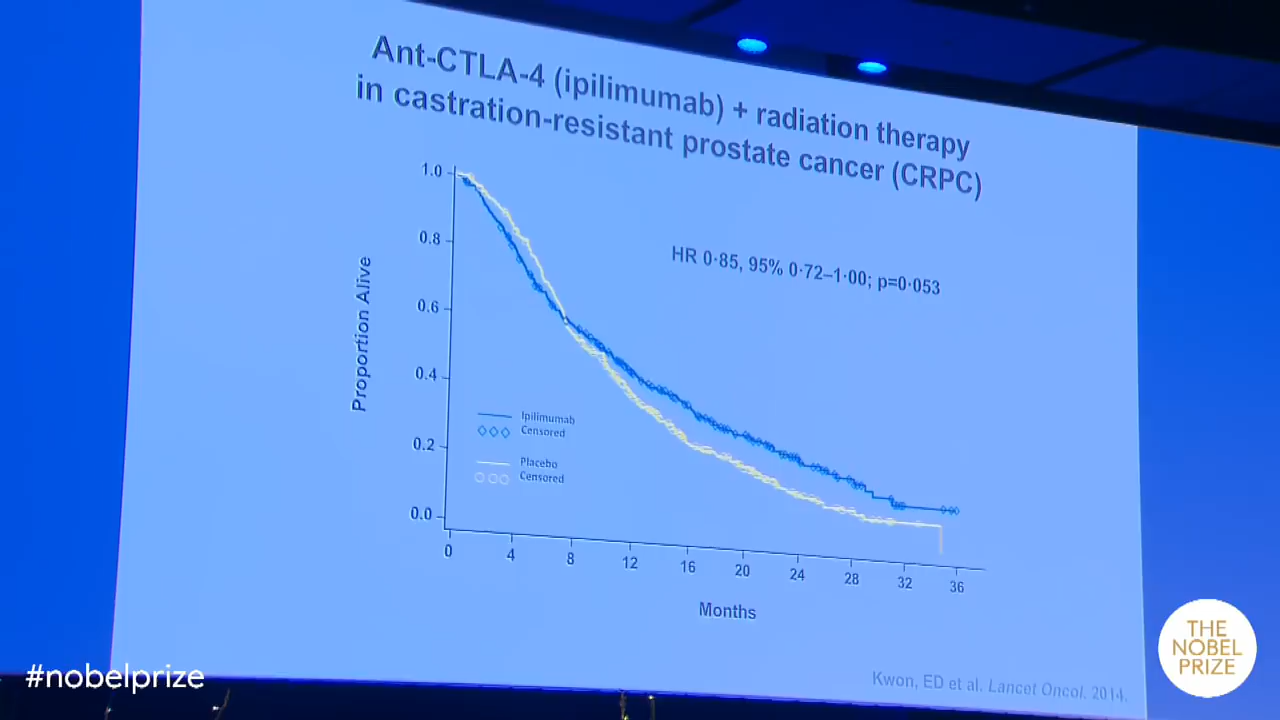 Ant-CTLA-4 (ipilimumab) + radiation therapy
in castration-resistant prostate cancer (CRPC)
HR 0·85, 95% 0·72–1·00; p=0·053
Proportion Alive
1.0
0.8
0.6
0.4
0.2
0.0
Ipilimumab
Censored
Placebo
Censored
0 4 8 12 16 20 24 28 32 36
Months
Kwon, ED et al. Lancet Oncol. 2014.
#nobelprize
THE
NOBEL
PRIZE